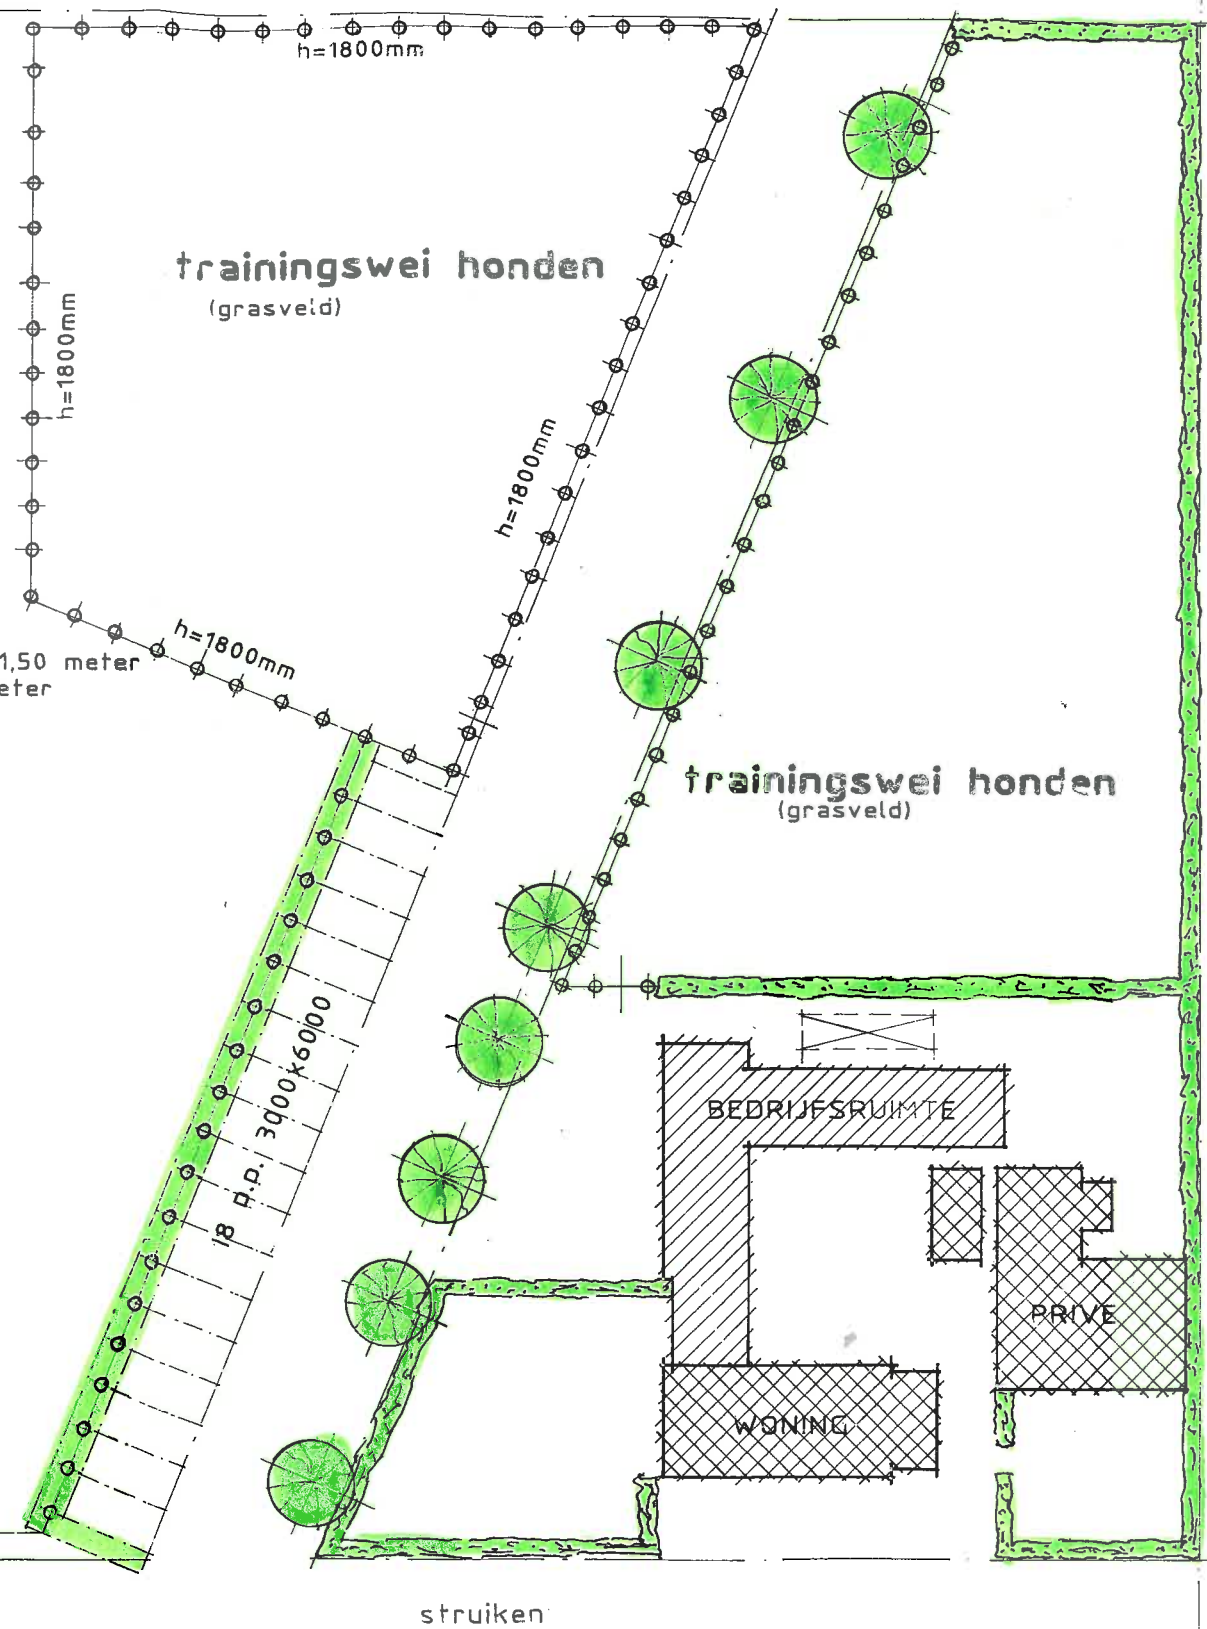 h=1800mm
trainingswei honden
(grasveld)
h=1800mm
h=1800mm
h=1800mm
1,50 meter
eter
trainingswei honden
(grasveld)
18 p.p. 3000x6000
BEDRIJFSRUIMTE
PRIVE
WONING
struiken